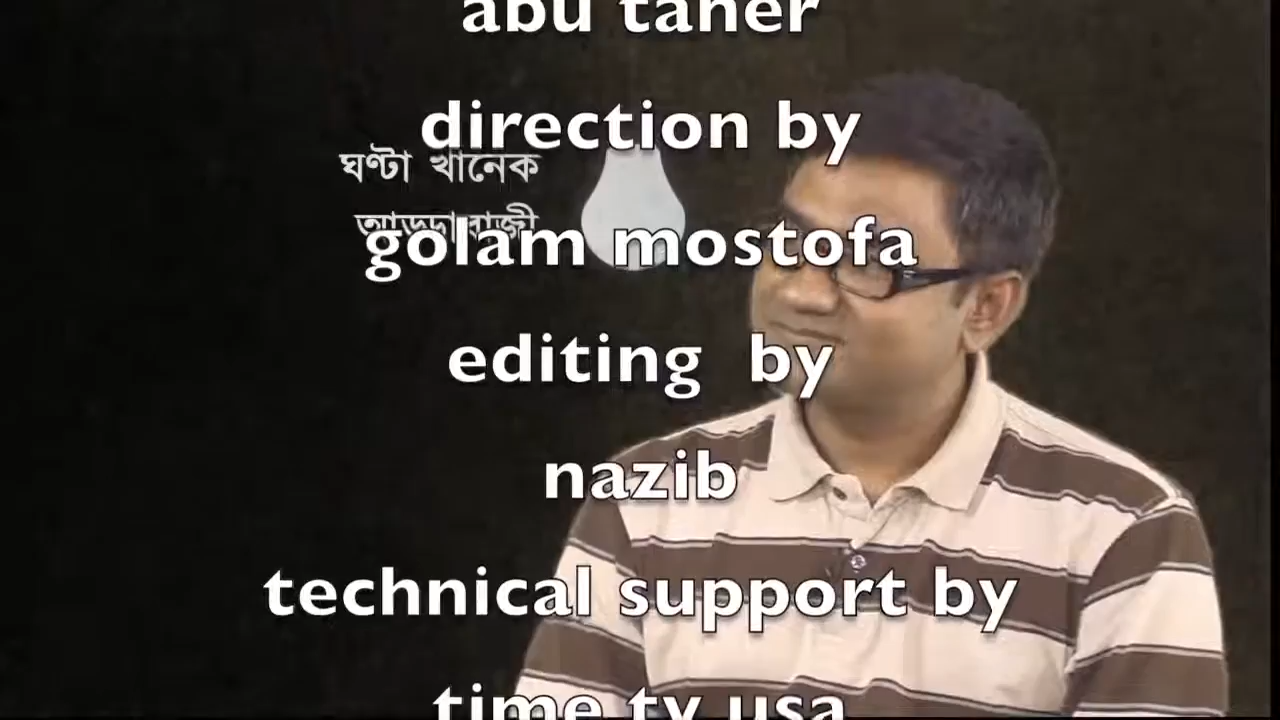 abu taher
direction by
ঘণ্টা খানেক
আড্ডাবাজী
golam mostofa
editing by
nazib
technical support by
time tv usa